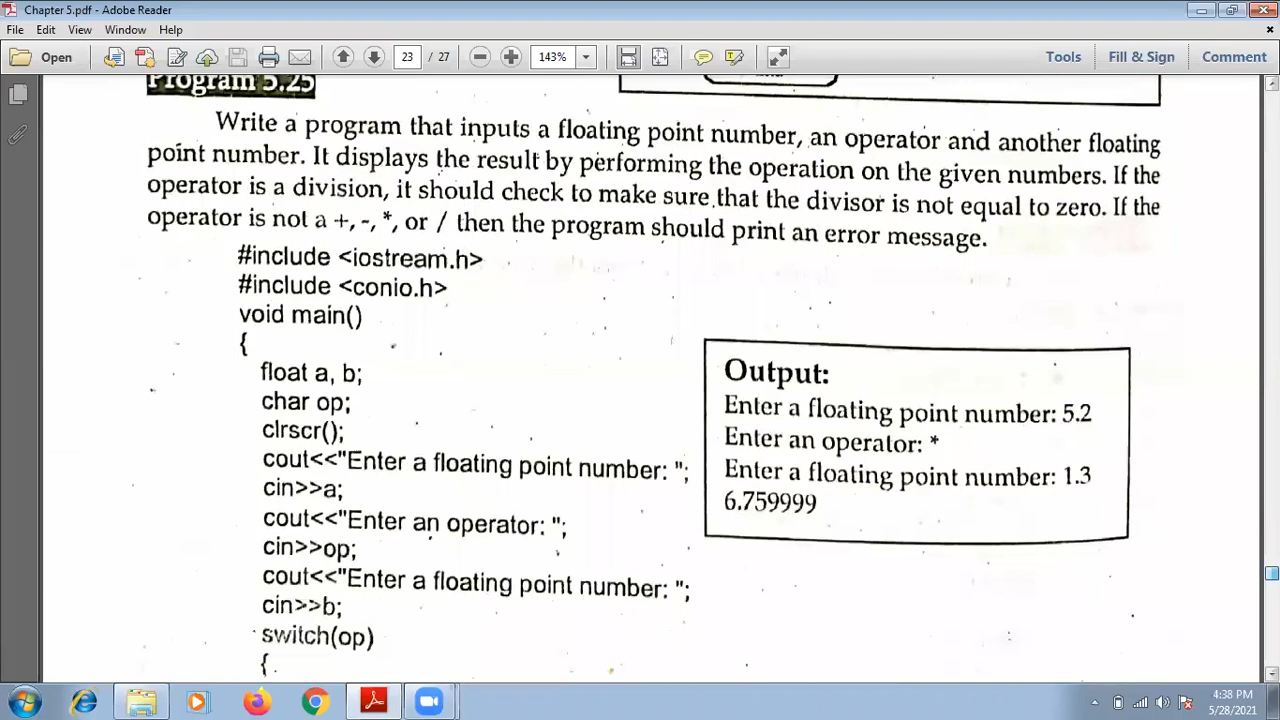 Chapter 5.pdf - Adobe Reader
File Edit View Window Help
Open 23 / 27 143% Tools Fill & Sign Comment
Program 5.25
Write a program that inputs a floating point number, an operator and another floating
point number. It displays the result by performing the operation on the given numbers. If the
operator is a division, it should check to make sure that the divisor is not equal to zero. If the
operator is not a +, -, *, or / then the program should print an error message.
#include <iostream.h>
#include <conio.h>
void main()
{
float a, b;
char op;
clrscr();
cout<<"Enter a floating point number: ";
cin>>a;
cout<<"Enter an operator: ";
cin>>op;
cout<<"Enter a floating point number: ";
cin>>b;
switch(op)
{
Output:
Enter a floating point number: 5.2
Enter an operator: *
Enter a floating point number: 1.3
6.759999
4:38 PM
5/28/2021